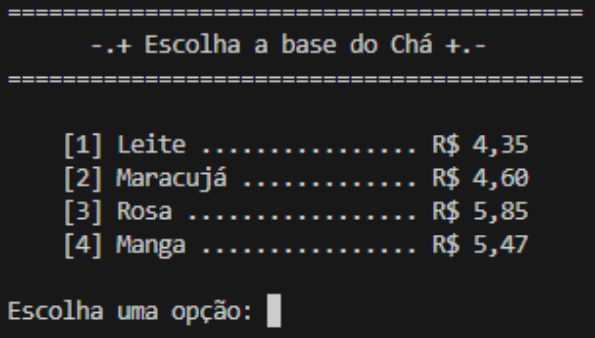 ==========================================
-.+ Escolha a base do Chá +.-
==========================================
[1] Leite ................ R$ 4,35
[2] Maracujá ............. R$ 4,60
[3] Rosa ................. R$ 5,85
[4] Manga ................ R$ 5,47
Escolha uma opção: